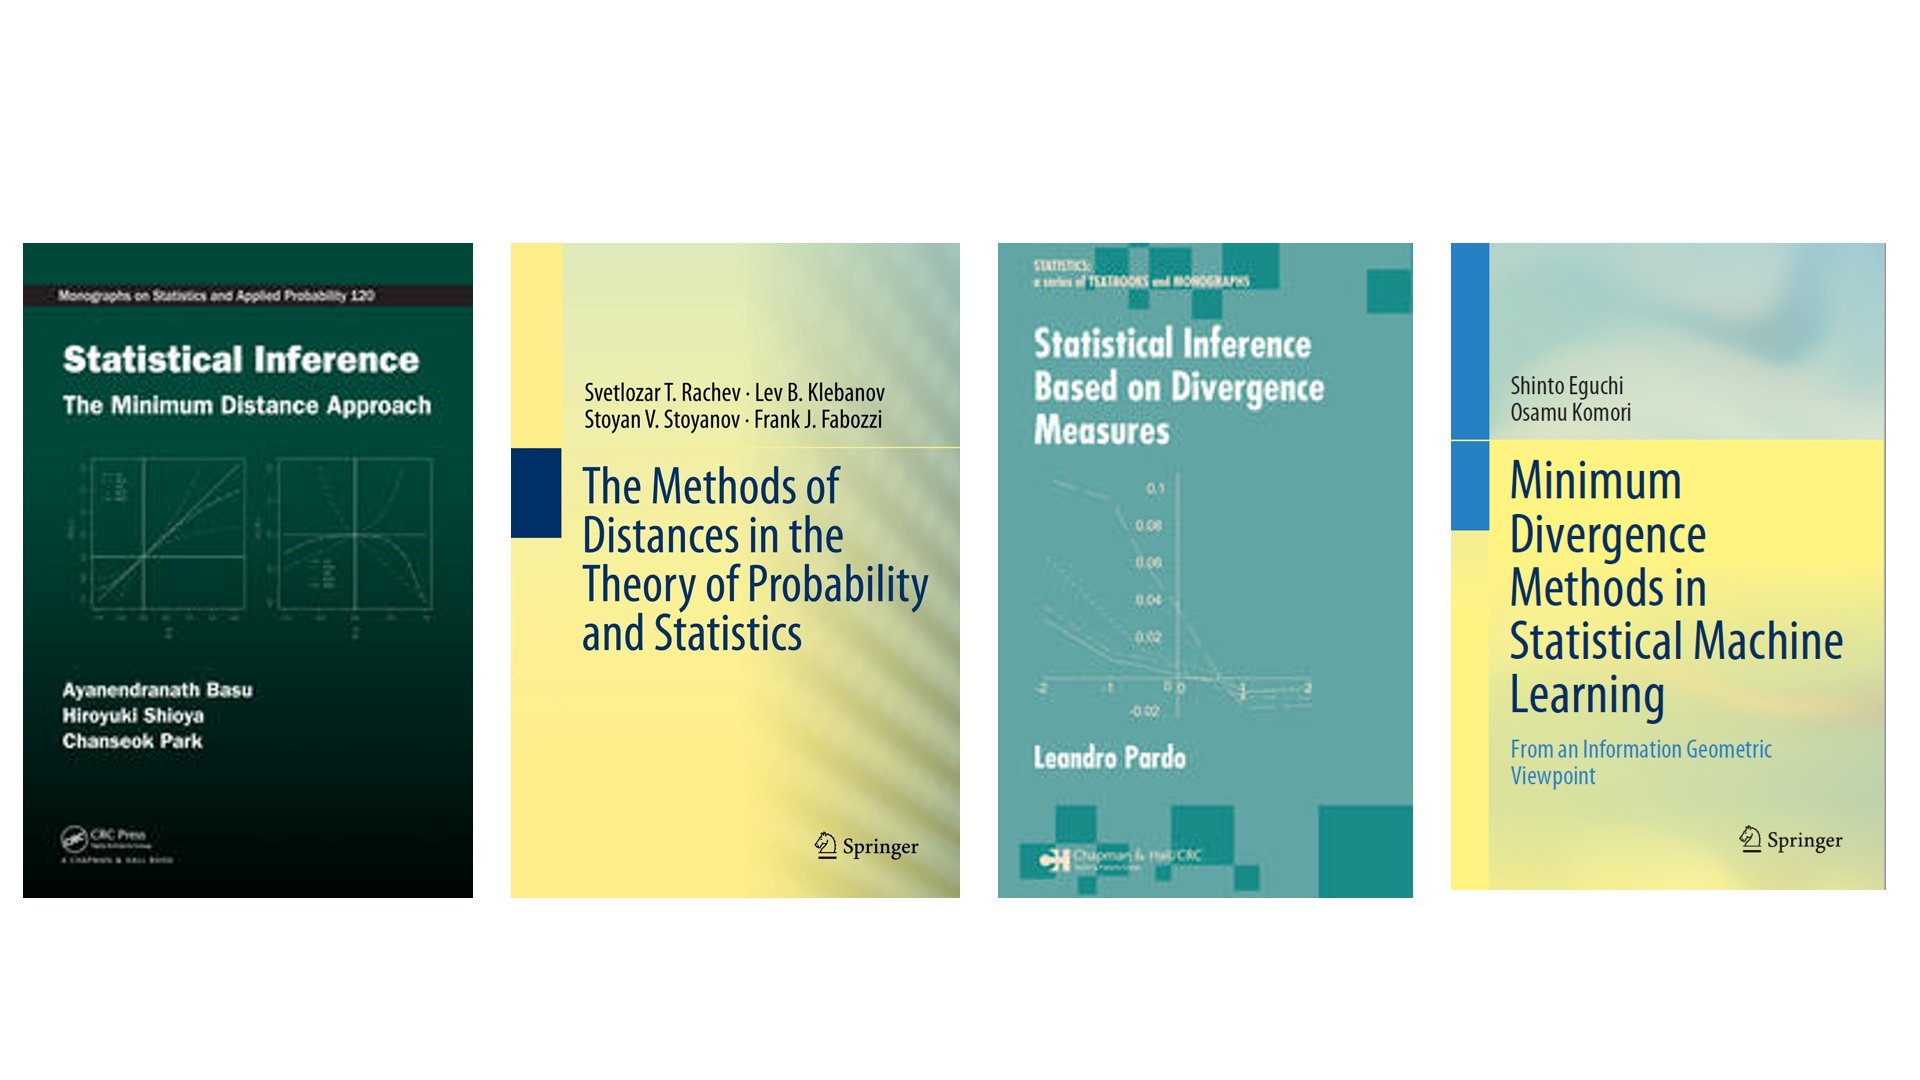 Monographs on Statistics and Applied Probability 120
Statistical Inference
The Minimum Distance Approach
Ayanendranath Basu
Hiroyuki Shioya
Chanseok Park
CRC Press
A CHAPMAN & HALL BOOK
Svetlozar T. Rachev · Lev B. Klebanov
Stoyan V. Stoyanov · Frank J. Fabozzi
The Methods of
Distances in the
Theory of Probability
and Statistics
Springer
STATISTICS:
a series of TEXTBOOKS and MONOGRAPHS
Statistical Inference
Based on Divergence
Measures
0.1
0.08
0.06
0.04
0.02
-2
-1
0 0
1
2
-0.02
Leandro Pardo
Chapman & Hall/CRC
Shinto Eguchi
Osamu Komori
Minimum
Divergence
Methods in
Statistical Machine
Learning
From an Information Geometric
Viewpoint
Springer